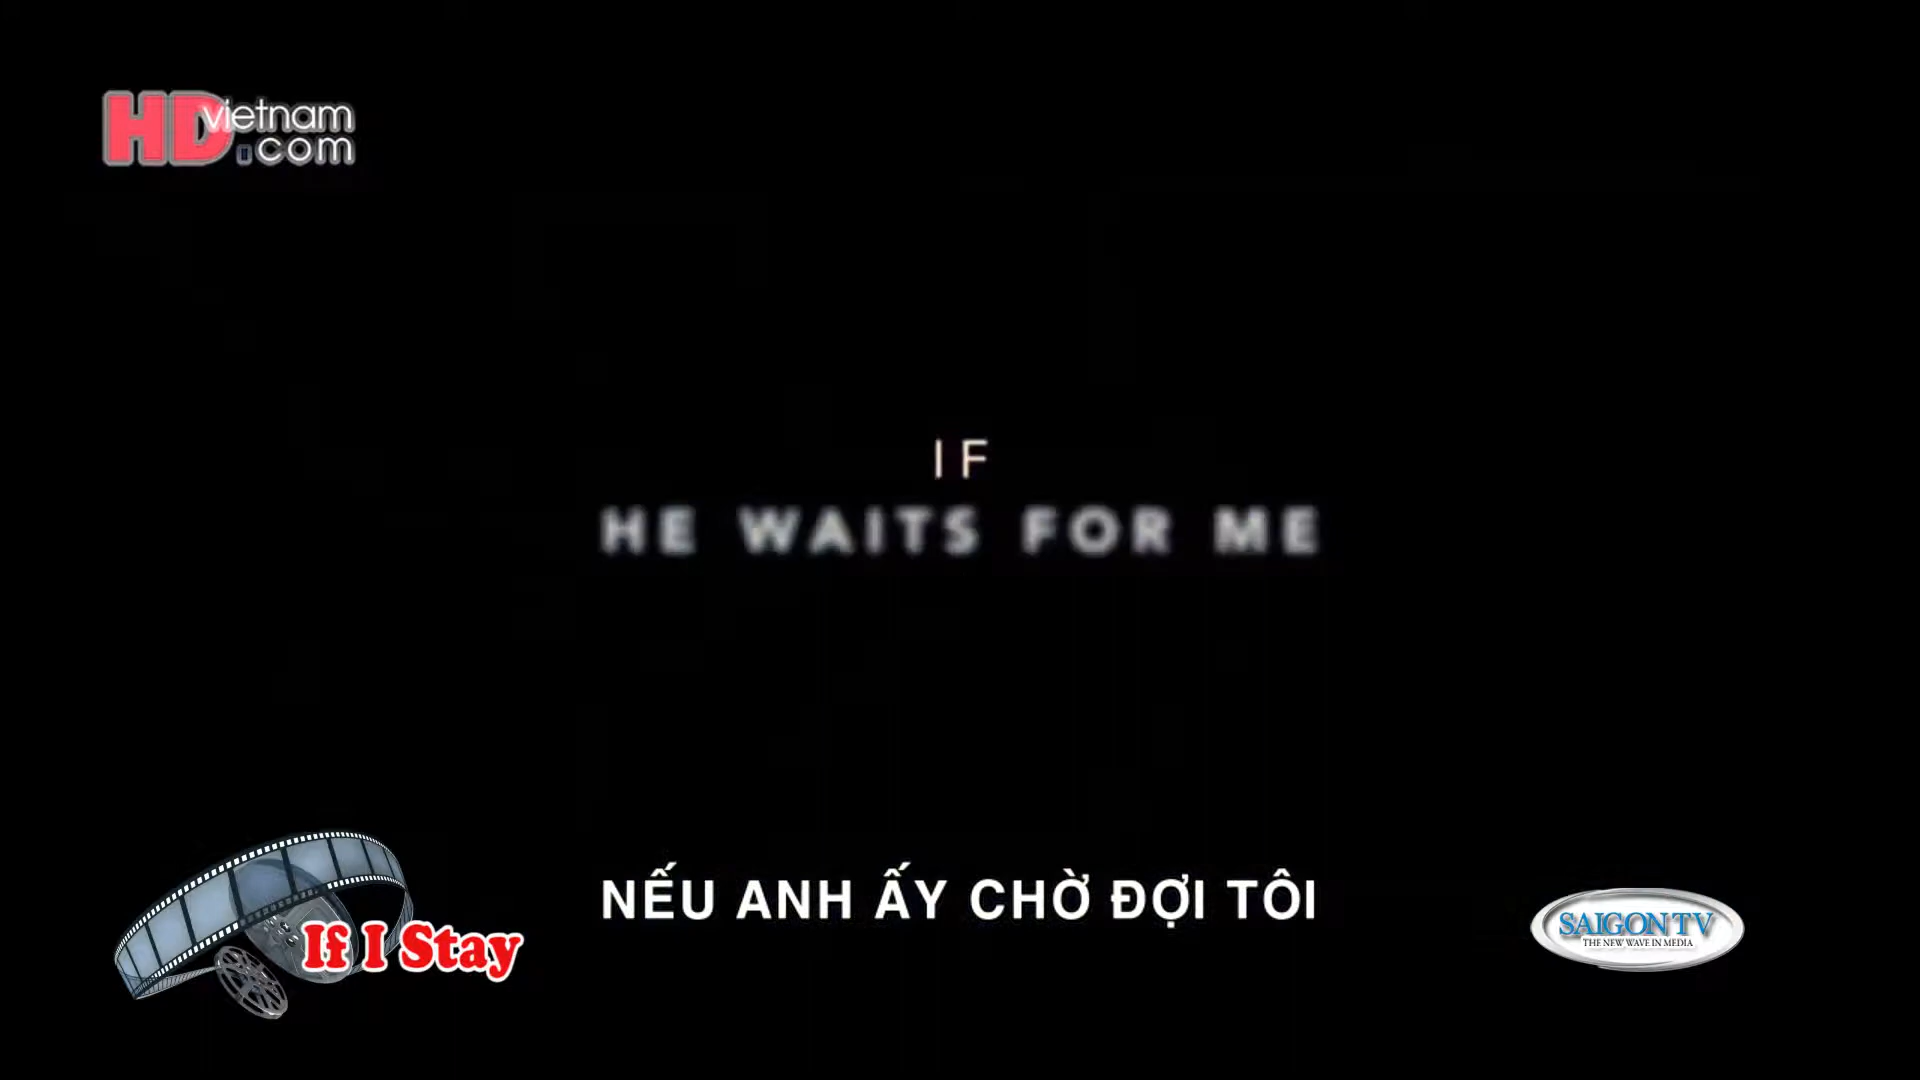 HDvietnam
.com
IF
HE WAITS FOR ME
NẾU ANH ẤY CHỜ ĐỢI TÔI
If I Stay
SAIGON TV
THE NEW WAVE IN MEDIA